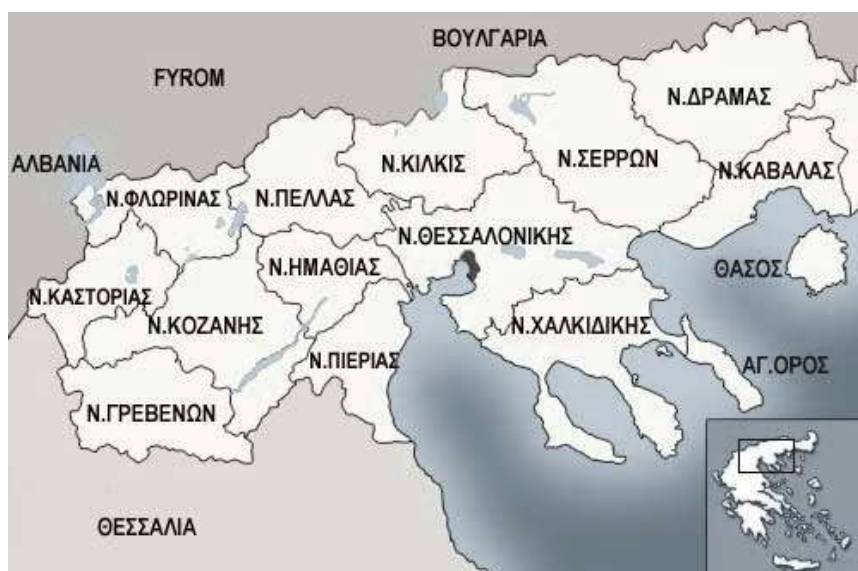 ΒΟΥΛΓΑΡΙΑ
FYROM
Ν.ΔΡΑΜΑΣ
ΑΛΒΑΝΙΑ
Ν.ΚΙΛΚΙΣ
Ν.ΣΕΡΡΩΝ
Ν.ΚΑΒΑΛΑΣ
Ν.ΦΛΩΡΙΝΑΣ
Ν.ΠΕΛΛΑΣ
Ν.ΘΕΣΣΑΛΟΝΙΚΗΣ
Ν.ΗΜΑΘΙΑΣ
ΘΑΣΟΣ
Ν.ΚΑΣΤΟΡΙΑΣ
Ν.ΚΟΖΑΝΗΣ
Ν.ΧΑΛΚΙΔΙΚΗΣ
Ν.ΠΙΕΡΙΑΣ
ΑΓ.ΟΡΟΣ
Ν.ΓΡΕΒΕΝΩΝ
ΘΕΣΣΑΛΙΑ